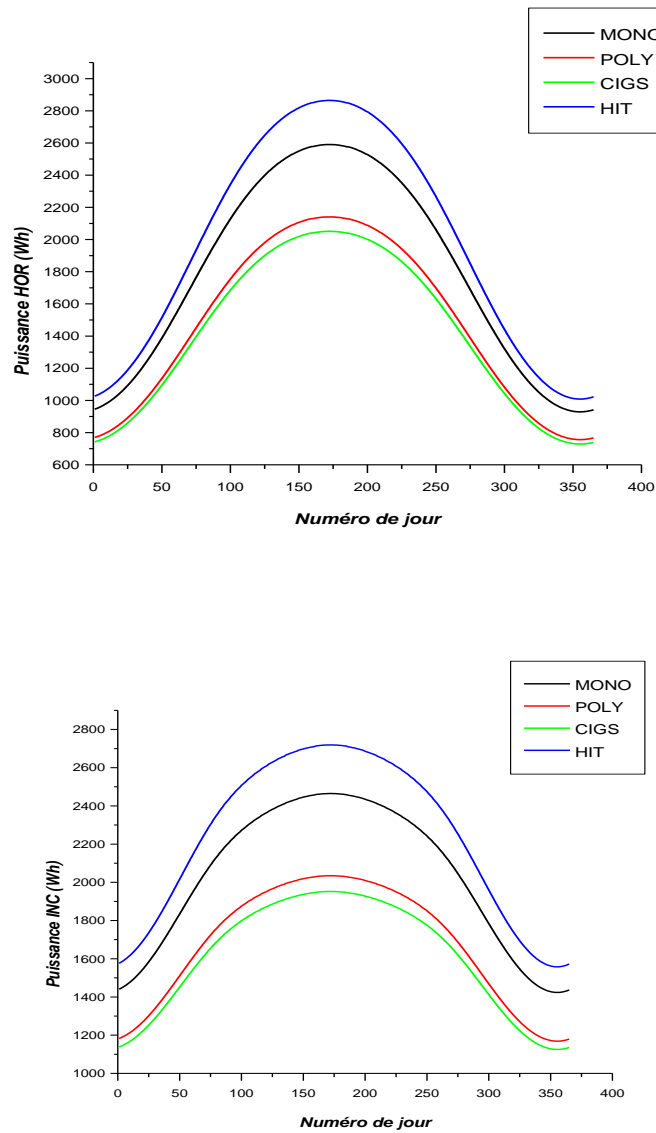 MONO
POLY
CIGS
HIT
3000
2800
2600
2400
2200
2000
1800
1600
1400
1200
1000
800
600
Puissance HOR (Wh)
0 50 100 150 200 250 300 350 400
Numéro de jour
MONO
POLY
CIGS
HIT
2800
2600
2400
2200
2000
1800
1600
1400
1200
1000
Puissance INC (Wh)
0 50 100 150 200 250 300 350 400
Numéro de jour